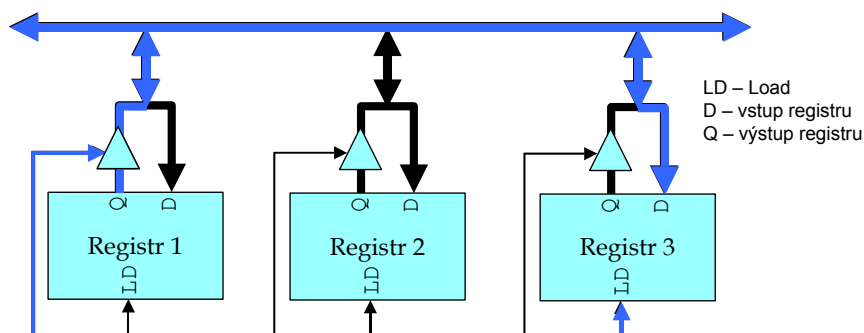 LD – Load
D – vstup registru
Q – výstup registru
Q
D
Registr 1
LD
Q
D
Registr 2
LD
Q
D
Registr 3
LD